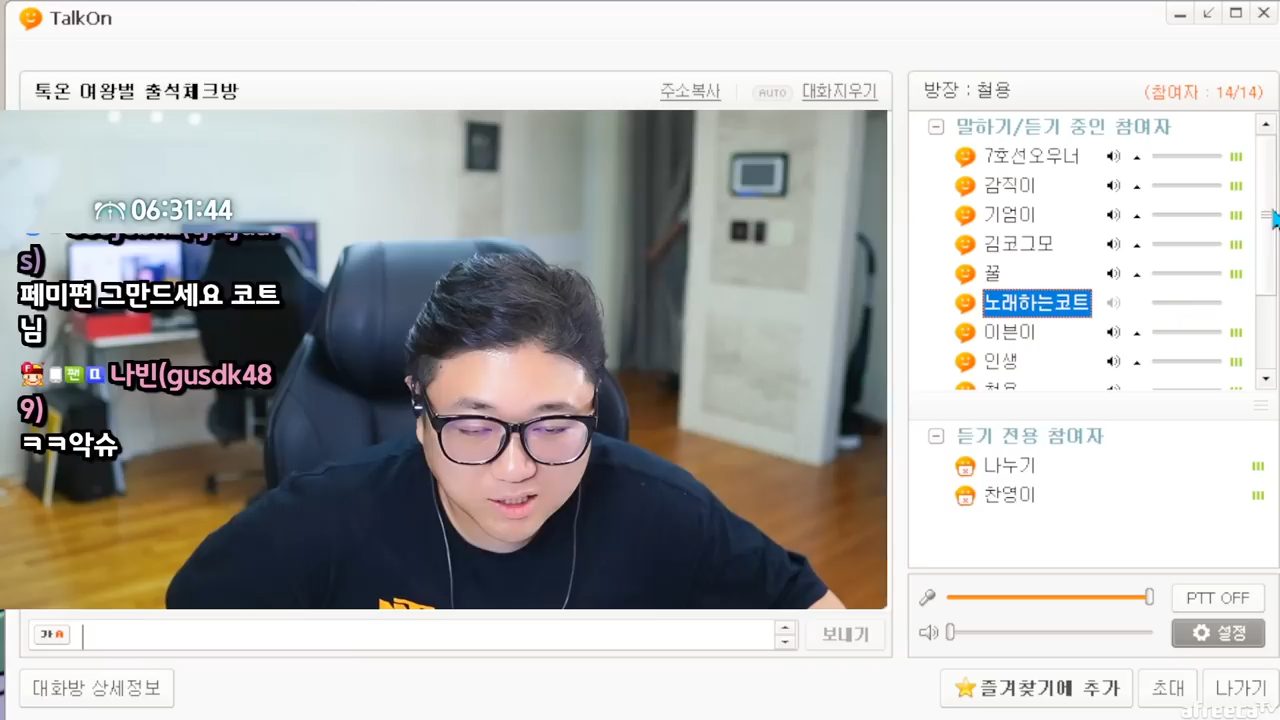 TalkOn
톡온 여왕벌 출석체크방
주소복사
AUTO
대화지우기
방장 : 철용
(참여자 : 14/14)
말하기/듣기 중인 참여자
7호선오우너
감직이
기엄이
김코그모
꿀
노래하는코트
이븐이
인생
철용
듣기 전용 참여자
나누기
찬영이
06:31:44
s)
페미편 그만드세요 코트
님
나빈(gusdk48
9)
ㅋㅋ악슈
가A
보내기
PTT OFF
설정
대화방 상세정보
즐겨찾기에 추가
초대
나가기
afreecaTV